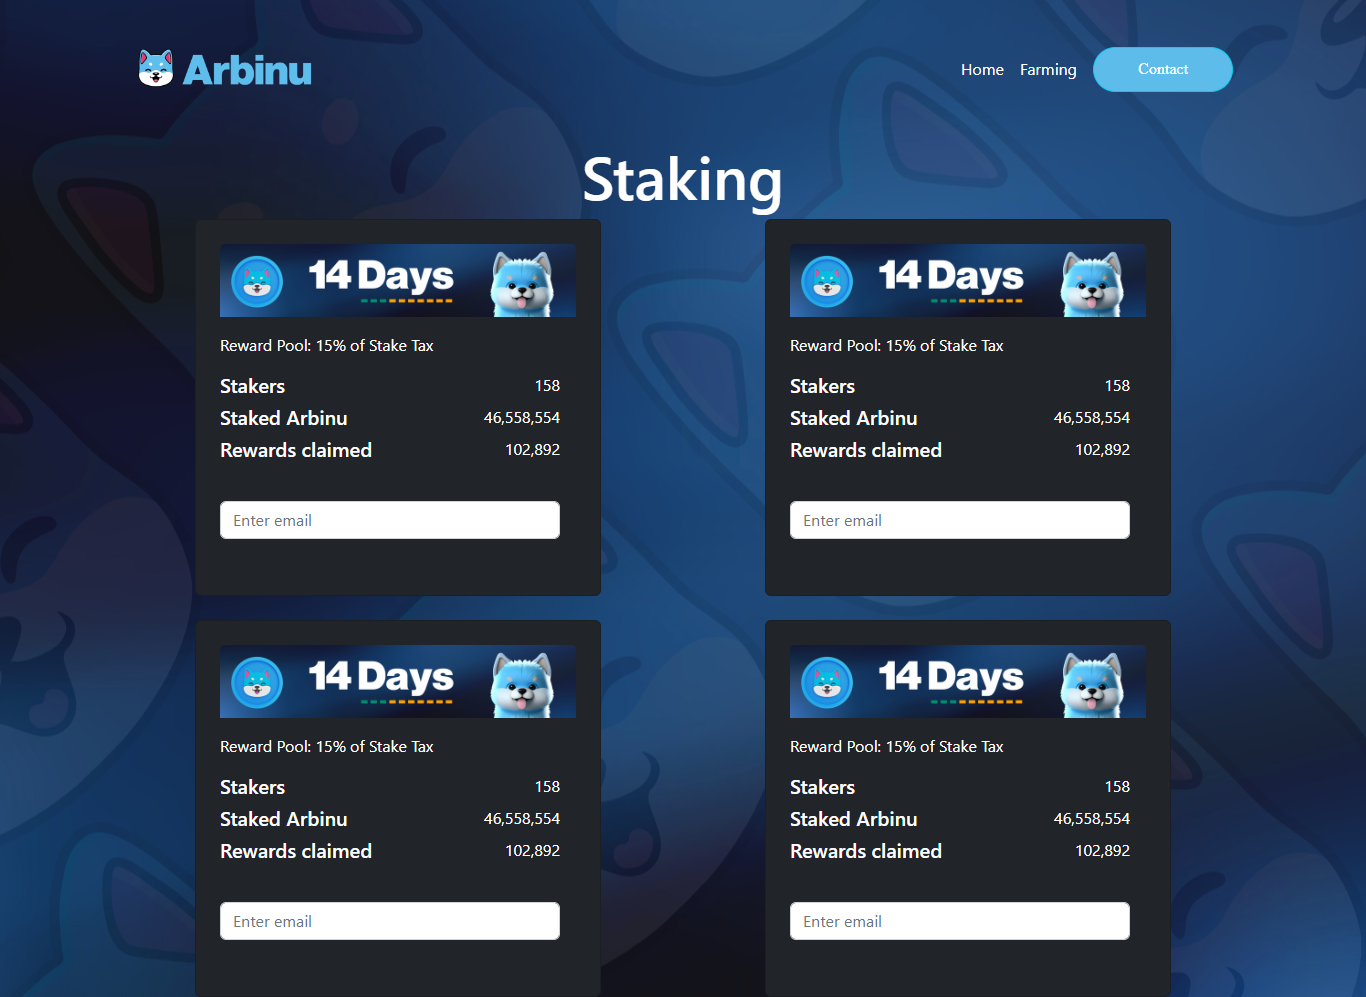 Arbinu
Home Farming Contact
Staking
14 Days
Reward Pool: 15% of Stake Tax
Stakers 158
Staked Arbinu 46,558,554
Rewards claimed 102,892
Enter email
14 Days
Reward Pool: 15% of Stake Tax
Stakers 158
Staked Arbinu 46,558,554
Rewards claimed 102,892
Enter email
14 Days
Reward Pool: 15% of Stake Tax
Stakers 158
Staked Arbinu 46,558,554
Rewards claimed 102,892
Enter email
14 Days
Reward Pool: 15% of Stake Tax
Stakers 158
Staked Arbinu 46,558,554
Rewards claimed 102,892
Enter email